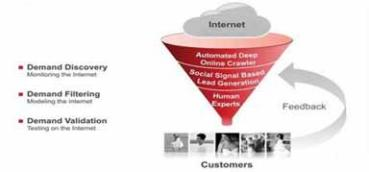 Internet
Automated Deep
Online Crawler
Social Signal Based
Lead Generation
Human
Experts
Demand Discovery
Monitoring the Internet
Demand Filtering
Modeling the Internet
Demand Validation
Testing on the Internet
Feedback
Customers